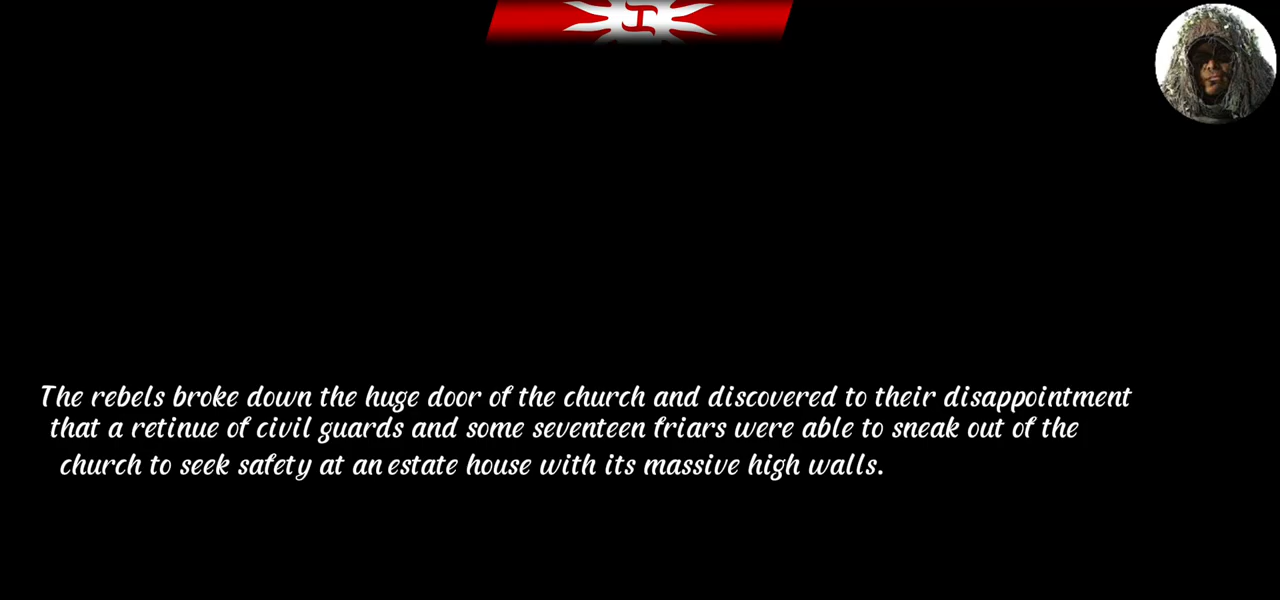 The rebels broke down the huge door of the church and discovered to their disappointment
that a retinue of civil guards and some seventeen friars were able to sneak out of the
church to seek safety at an estate house with its massive high walls.